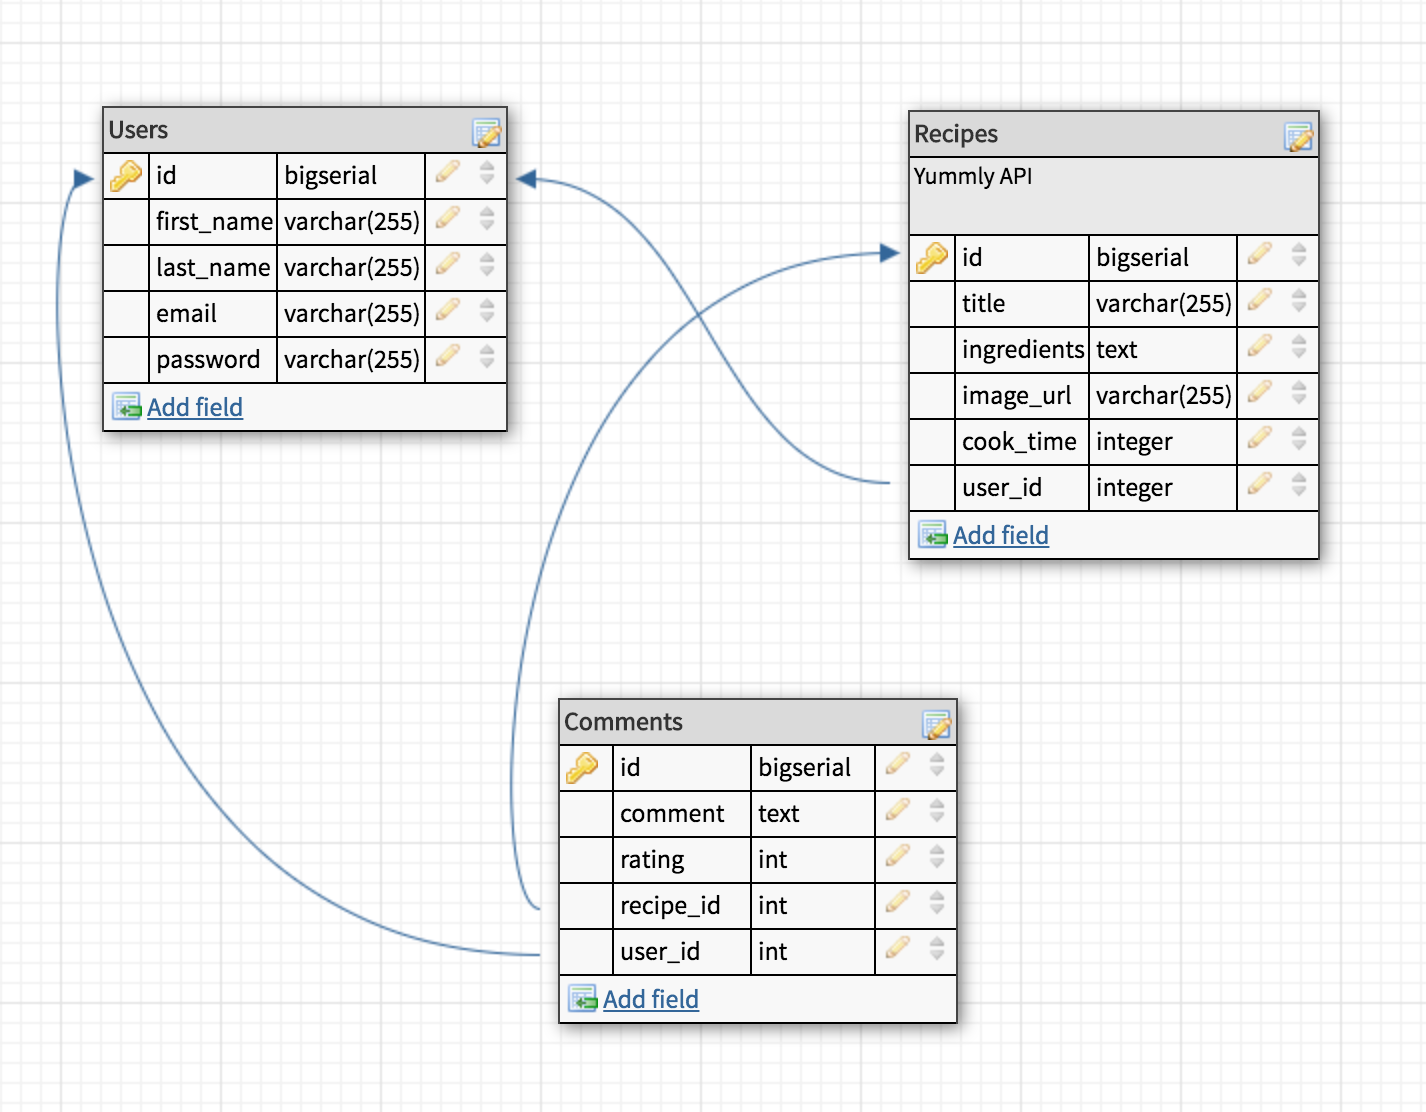 Users
id bigserial
first_name varchar(255)
last_name varchar(255)
email varchar(255)
password varchar(255)
Add field
Recipes
Yummly API
id bigserial
title varchar(255)
ingredients text
image_url varchar(255)
cook_time integer
user_id integer
Add field
Comments
id bigserial
comment text
rating int
recipe_id int
user_id int
Add field